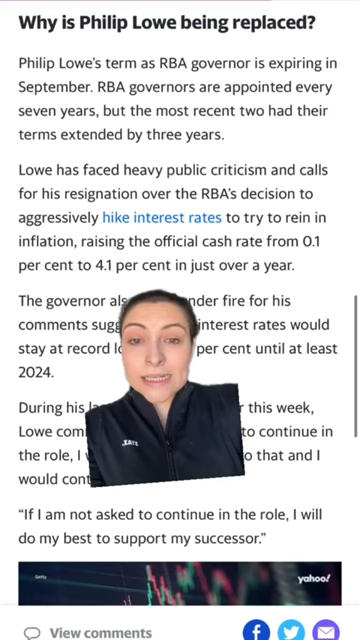 Why is Philip Lowe being replaced?
Philip Lowe's term as RBA governor is expiring in
September. RBA governors are appointed every
seven years, but the most recent two had their
terms extended by three years.
Lowe has faced heavy public criticism and calls
for his resignation over the RBA's decision to
aggressively hike interest rates to try to rein in
inflation, raising the official cash rate from 0.1
per cent to 4.1 per cent in just over a year.
The governor nder fire for his
comments interest rates would
stay at record per cent until at least
2024.
During his this week,
Lowe to continue in
the role, I o that and I
would
"If I am not asked to continue in the role, I will
do my best to support my successor."
Getty
yahoo!
View comments